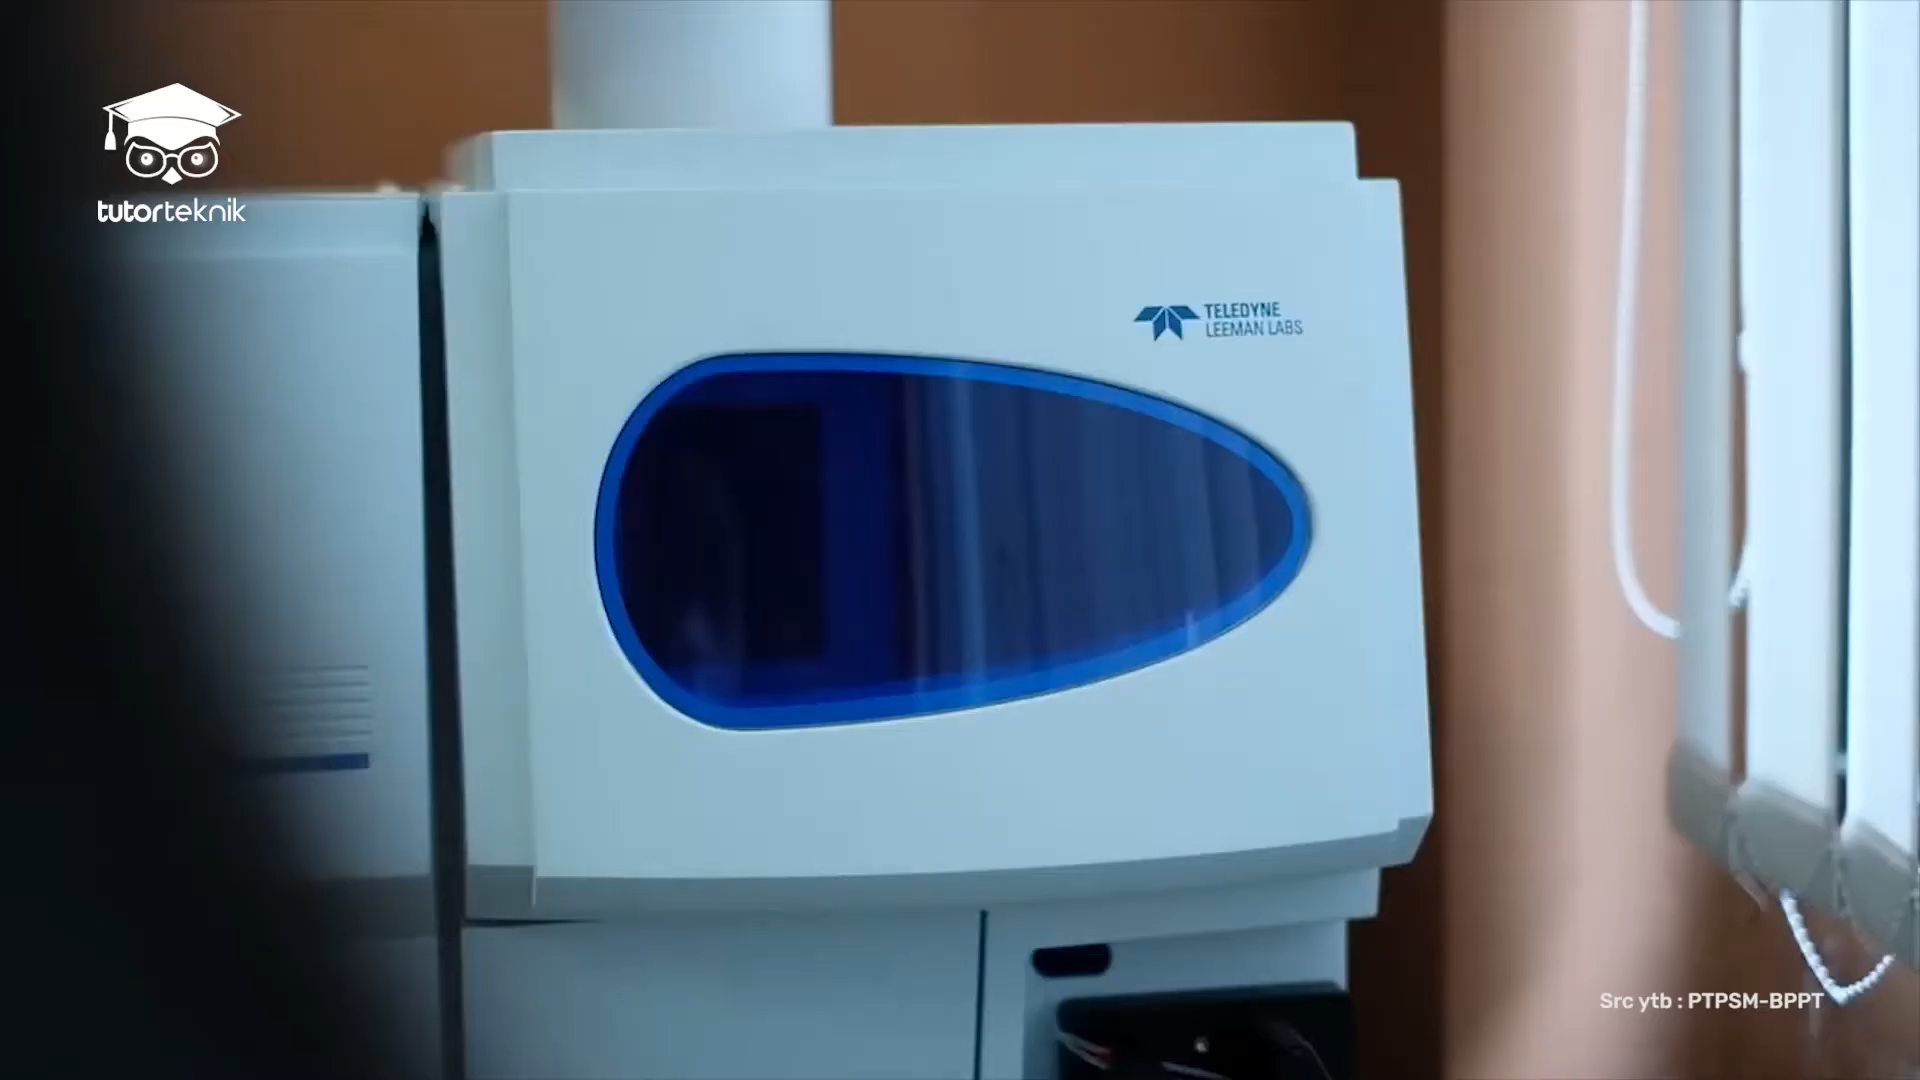 tutorteknik
TELEDYNE
LEEMAN LABS
Src ytb : PTPSM-BPPT